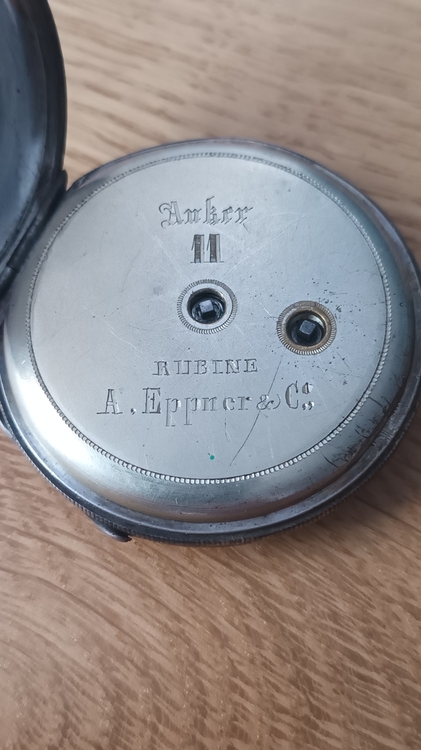 Anker
11
RUBINE
A. Eppner & Co.